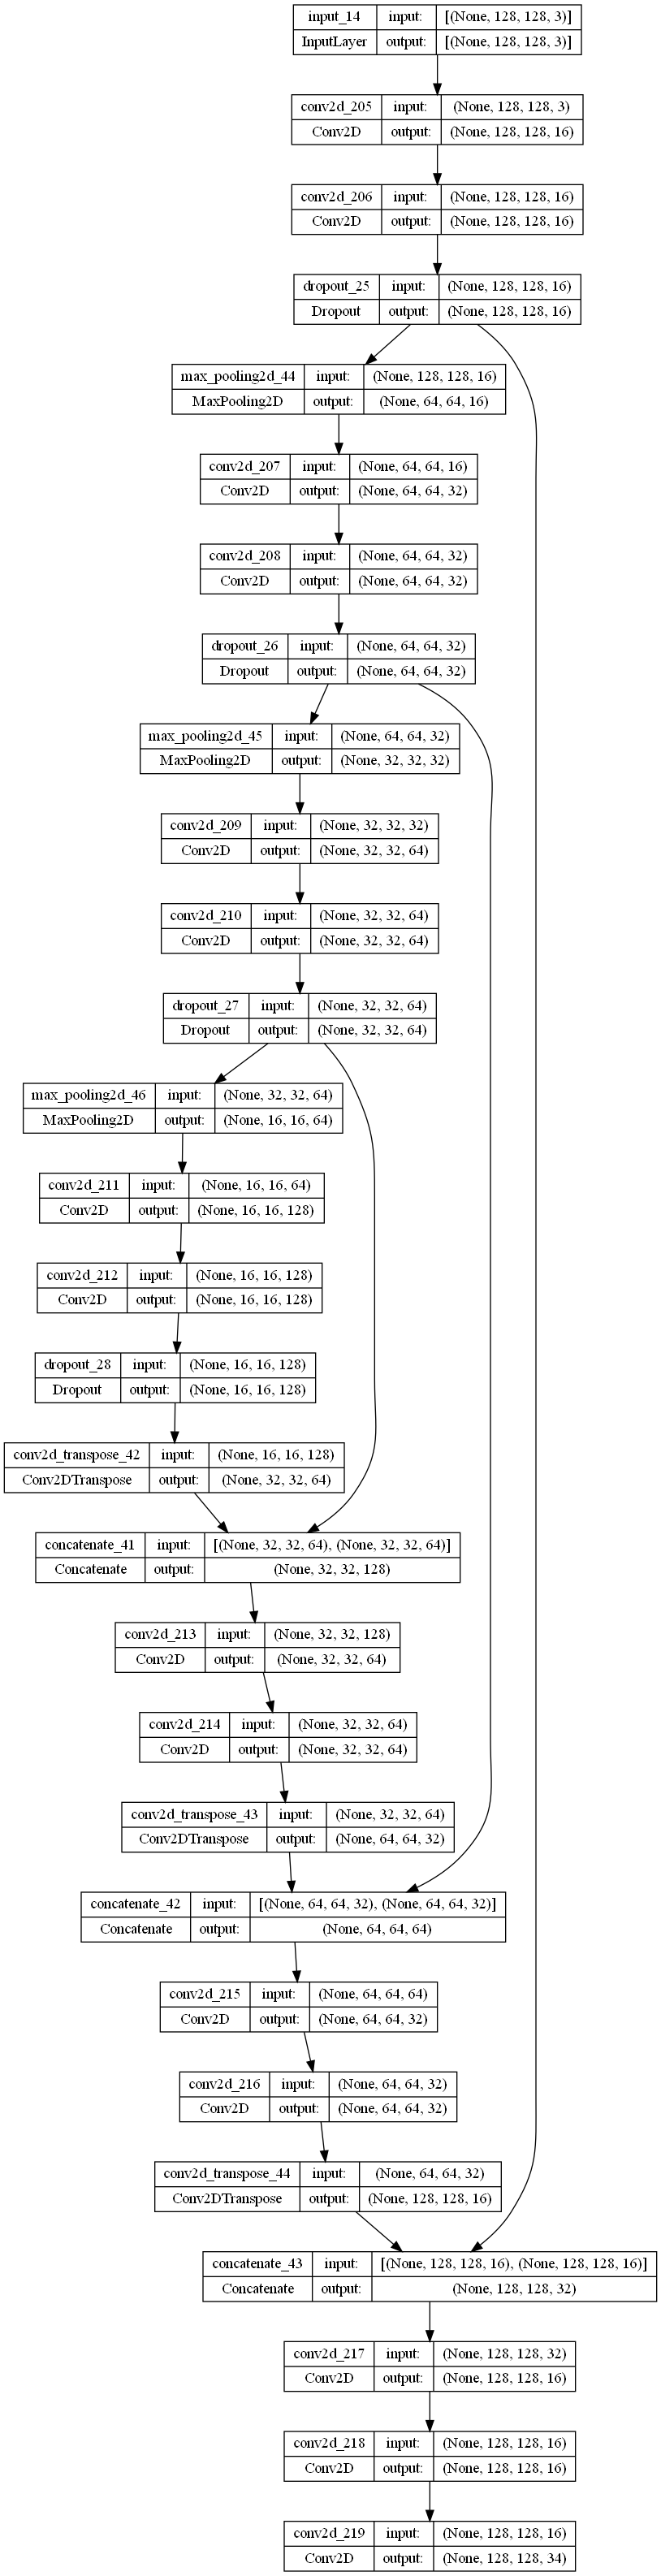 input_14 input: [(None, 128, 128, 3)]
InputLayer output: [(None, 128, 128, 3)]
conv2d_205 input: (None, 128, 128, 3)
Conv2D output: (None, 128, 128, 16)
conv2d_206 input: (None, 128, 128, 16)
Conv2D output: (None, 128, 128, 16)
dropout_25 input: (None, 128, 128, 16)
Dropout output: (None, 128, 128, 16)
max_pooling2d_44 input: (None, 128, 128, 16)
MaxPooling2D output: (None, 64, 64, 16)
conv2d_207 input: (None, 64, 64, 16)
Conv2D output: (None, 64, 64, 32)
conv2d_208 input: (None, 64, 64, 32)
Conv2D output: (None, 64, 64, 32)
dropout_26 input: (None, 64, 64, 32)
Dropout output: (None, 64, 64, 32)
max_pooling2d_45 input: (None, 64, 64, 32)
MaxPooling2D output: (None, 32, 32, 32)
conv2d_209 input: (None, 32, 32, 32)
Conv2D output: (None, 32, 32, 64)
conv2d_210 input: (None, 32, 32, 64)
Conv2D output: (None, 32, 32, 64)
dropout_27 input: (None, 32, 32, 64)
Dropout output: (None, 32, 32, 64)
max_pooling2d_46 input: (None, 32, 32, 64)
MaxPooling2D output: (None, 16, 16, 64)
conv2d_211 input: (None, 16, 16, 64)
Conv2D output: (None, 16, 16, 128)
conv2d_212 input: (None, 16, 16, 128)
Conv2D output: (None, 16, 16, 128)
dropout_28 input: (None, 16, 16, 128)
Dropout output: (None, 16, 16, 128)
conv2d_transpose_42 input: (None, 16, 16, 128)
Conv2DTranspose output: (None, 32, 32, 64)
concatenate_41 input: [(None, 32, 32, 64), (None, 32, 32, 64)]
Concatenate output: (None, 32, 32, 128)
conv2d_213 input: (None, 32, 32, 128)
Conv2D output: (None, 32, 32, 64)
conv2d_214 input: (None, 32, 32, 64)
Conv2D output: (None, 32, 32, 64)
conv2d_transpose_43 input: (None, 32, 32, 64)
Conv2DTranspose output: (None, 64, 64, 32)
concatenate_42 input: [(None, 64, 64, 32), (None, 64, 64, 32)]
Concatenate output: (None, 64, 64, 64)
conv2d_215 input: (None, 64, 64, 64)
Conv2D output: (None, 64, 64, 32)
conv2d_216 input: (None, 64, 64, 32)
Conv2D output: (None, 64, 64, 32)
conv2d_transpose_44 input: (None, 64, 64, 32)
Conv2DTranspose output: (None, 128, 128, 16)
concatenate_43 input: [(None, 128, 128, 16), (None, 128, 128, 16)]
Concatenate output: (None, 128, 128, 32)
conv2d_217 input: (None, 128, 128, 32)
Conv2D output: (None, 128, 128, 16)
conv2d_218 input: (None, 128, 128, 16)
Conv2D output: (None, 128, 128, 16)
conv2d_219 input: (None, 128, 128, 16)
Conv2D output: (None, 128, 128, 34)